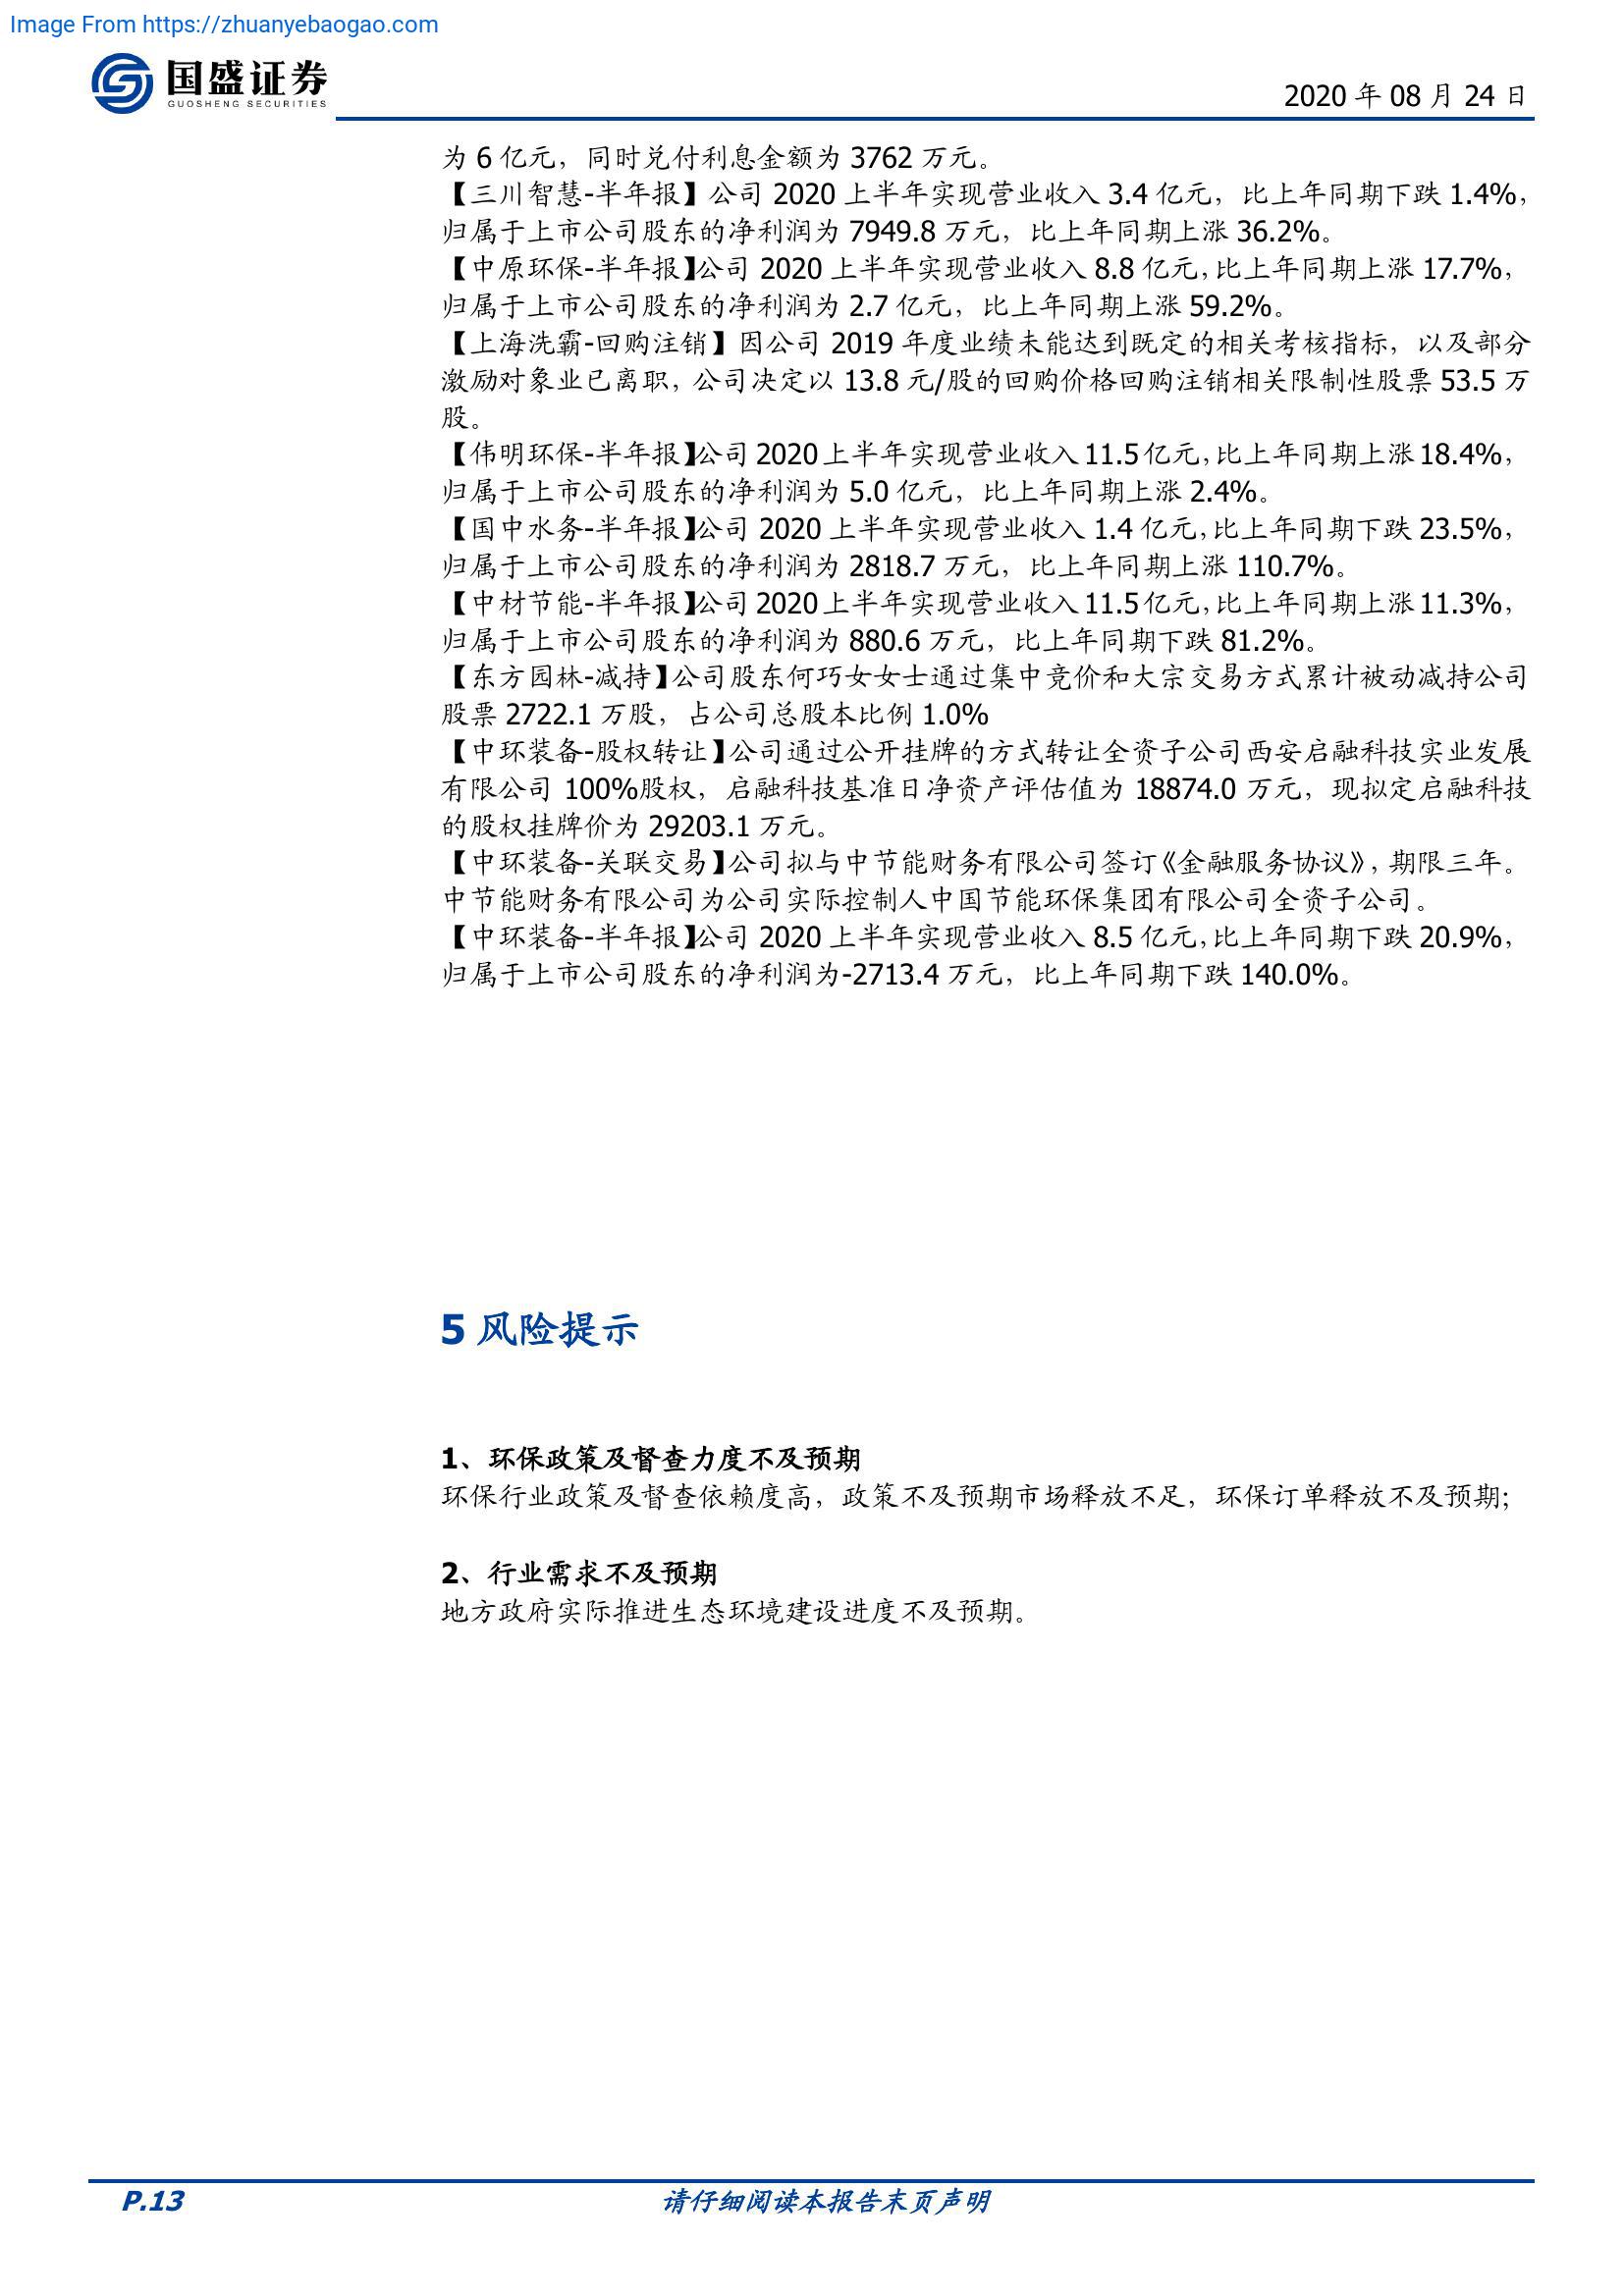 Image From https://zhuanyebaogao.com
国盛证券
GUOSHENG SECURITIES
2020 年 08 月 24 日
为 6 亿元，同时兑付利息金额为 3762 万元。
【三川智慧-半年报】公司 2020 上半年实现营业收入 3.4 亿元，比上年同期下跌 1.4%，
归属于上市公司股东的净利润为 7949.8 万元，比上年同期上涨 36.2%。
【中原环保-半年报】公司 2020 上半年实现营业收入 8.8 亿元，比上年同期上涨 17.7%，
归属于上市公司股东的净利润为 2.7 亿元，比上年同期上涨 59.2%。
【上海洗霸-回购注销】因公司 2019 年度业绩未能达到既定的相关考核指标，以及部分
激励对象业已离职，公司决定以 13.8 元/股的回购价格回购注销相关限制性股票 53.5 万
股。
【伟明环保-半年报】公司 2020 上半年实现营业收入 11.5 亿元，比上年同期上涨 18.4%，
归属于上市公司股东的净利润为 5.0 亿元，比上年同期上涨 2.4%。
【国中水务-半年报】公司 2020 上半年实现营业收入 1.4 亿元，比上年同期下跌 23.5%，
归属于上市公司股东的净利润为 2818.7 万元，比上年同期上涨 110.7%。
【中材节能-半年报】公司 2020 上半年实现营业收入 11.5 亿元，比上年同期上涨 11.3%，
归属于上市公司股东的净利润为 880.6 万元，比上年同期下跌 81.2%。
【东方园林-减持】公司股东何巧女女士通过集中竞价和大宗交易方式累计被动减持公司
股票 2722.1 万股，占公司总股本比例 1.0%
【中环装备-股权转让】公司通过公开挂牌的方式转让全资子公司西安启融科技实业发展
有限公司 100%股权，启融科技基准日净资产评估值为 18874.0 万元，现拟定启融科技
的股权挂牌价为 29203.1 万元。
【中环装备-关联交易】公司拟与中节能财务有限公司签订《金融服务协议》，期限三年。
中节能财务有限公司为公司实际控制人中国节能环保集团有限公司全资子公司。
【中环装备-半年报】公司 2020 上半年实现营业收入 8.5 亿元，比上年同期下跌 20.9%，
归属于上市公司股东的净利润为-2713.4 万元，比上年同期下跌 140.0%。
5 风险提示
1、环保政策及督查力度不及预期
环保行业政策及督查依赖度高，政策不及预期市场释放不足，环保订单释放不及预期；
2、行业需求不及预期
地方政府实际推进生态环境建设进度不及预期。
P.13
请仔细阅读本报告末页声明